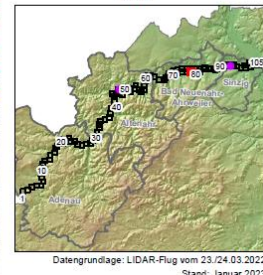 105
90
Sinzig
80
70
60
Bad Neuenahr-
Ahrweiler
50
40
Altenahr
30
20
10
1
Adenau
Datengrundlage: LIDAR-Flug vom 23./24.03.2022
Stand: Januar 202